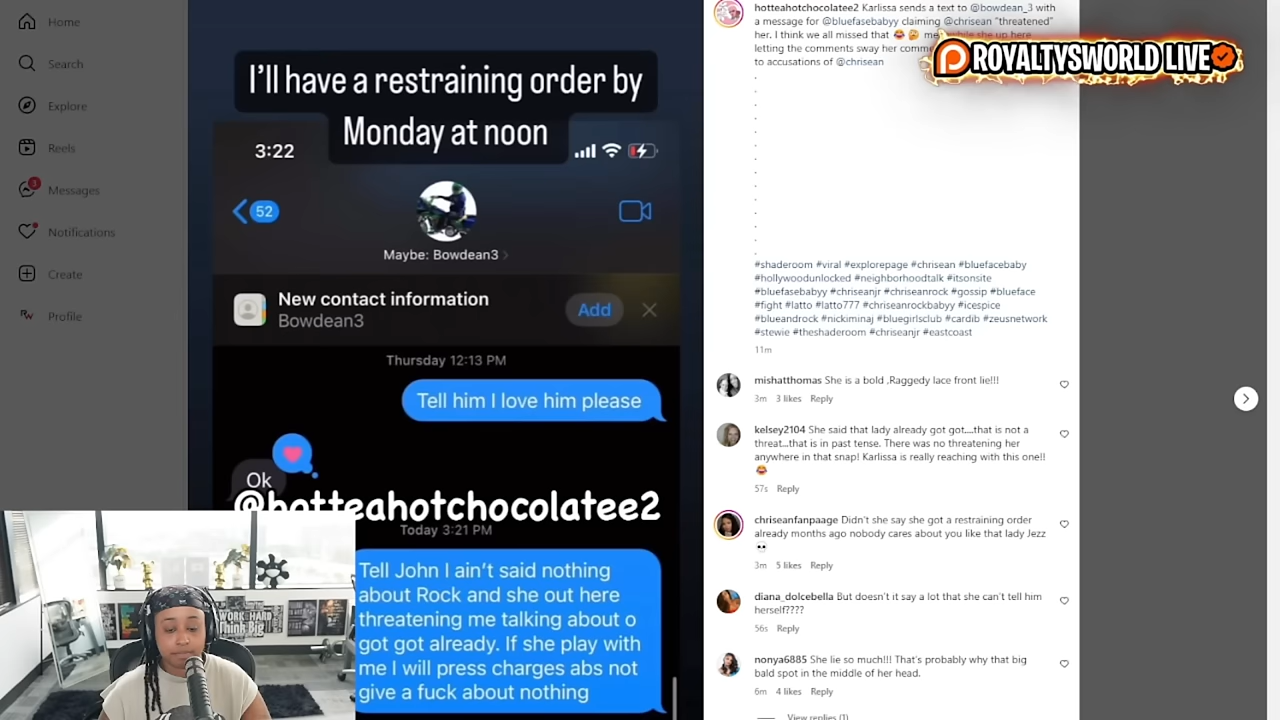 Home
Search
Explore
Reels
3
Messages
Notifications
Create
Profile
I'll have a restraining order by
Monday at noon
3:22
52
Maybe: Bowdean3
New contact information
Bowdean3
Add
Thursday 12:13 PM
Tell him I love him please
Ok
@hotteahotchocolatee2
Today 3:21 PM
Tell John I ain't said nothing
about Rock and she out here
threatening me talking about o
got got already. If she play with
me I will press charges abs not
give a fuck about nothing
WORK HARD
Think Big
hotteahotchocolatee2 Karlissa sends a text to @bowdean_3 with
a message for @bluefasebabyy claiming @chrisean "threatened"
her. I think we all missed that 😂 🫣 she up here
letting the comments sway her
to accusations of @chrisean
ROYALTYSWORLD LIVE
.
.
.
.
.
.
.
.
.
.
.
.
.
.
#shaderoom #viral #explorepage #chrisean #bluefacebaby
#hollywoodunlocked #neighborhoodtalk #itsonsite
#bluefasebabyy #chriseanjr #chriseanrock #gossip #blueface
#fight #latto #latto777 #chriseanrockbabyy #icespice
#blueandrock #nickiminaj #bluegirlsclub #cardib #zeusnetwork
#stewie #theshaderoom #chriseanjr #eastcoast
11m
mishatthomas She is a bold ,Raggedy lace front lie!!!
3m 3 likes Reply
kelsey2104 She said that lady already got got....that is not a
threat...that is in past tense. There was no threatening her
anywhere in that snap! Karlissa is really reaching with this one!!
😂
57s Reply
chriseanfanpaage Didn't she say she got a restraining order
already months ago nobody cares about you like that lady Jezz
💀
3m 5 likes Reply
diana_dolcebella But doesn't it say a lot that she can't tell him
herself????
56s Reply
nonya6885 She lie so much!!! That's probably why that big
bald spot in the middle of her head.
6m 4 likes Reply
View replies (1)